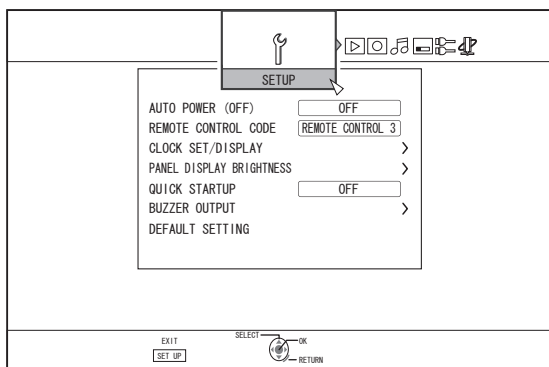 SETUP
AUTO POWER (OFF) OFF
REMOTE CONTROL CODE REMOTE CONTROL 3
CLOCK SET/DISPLAY
PANEL DISPLAY BRIGHTNESS
QUICK STARTUP OFF
BUZZER OUTPUT
DEFAULT SETTING
EXIT
SET UP
SELECT
OK
RETURN